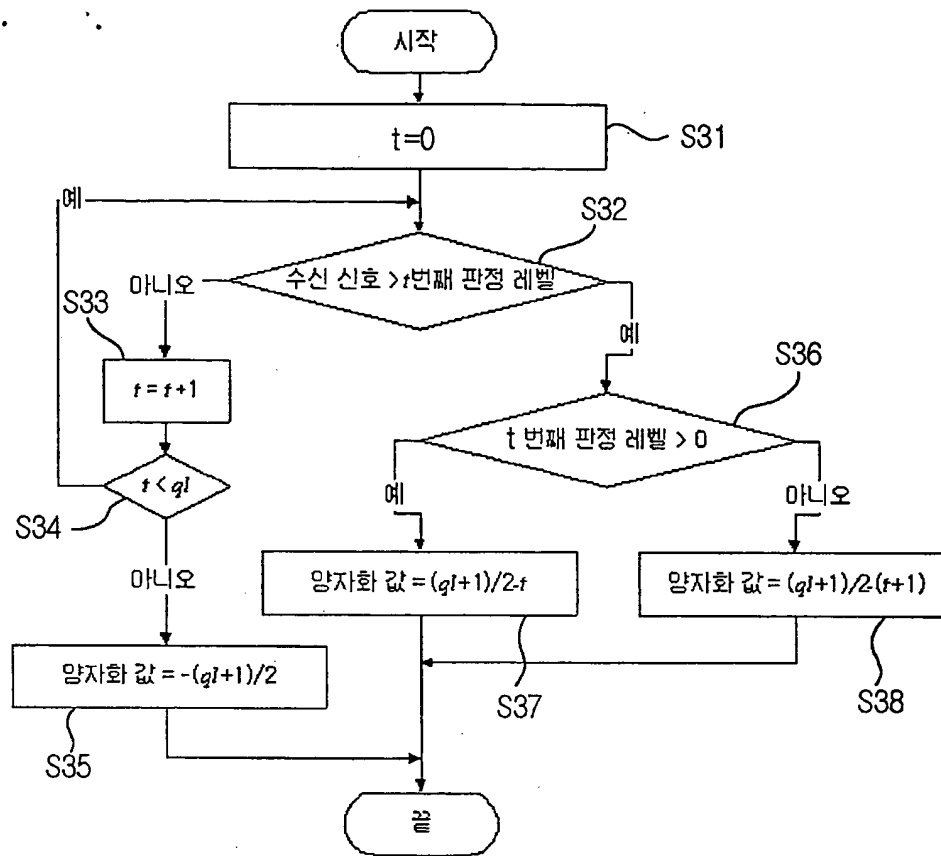 시작
t=0
S31
예
S32
수신 신호 > t번째 판정 레벨
아니오
S33
예
t = t+1
S36
t 번째 판정 레벨 > 0
t < ql
예
아니오
S34
아니오
양자화 값 = (ql+1)/2-t
양자화 값 = (ql+1)/2-(t+1)
양자화 값 = -(ql+1)/2
S37
S38
S35
끝